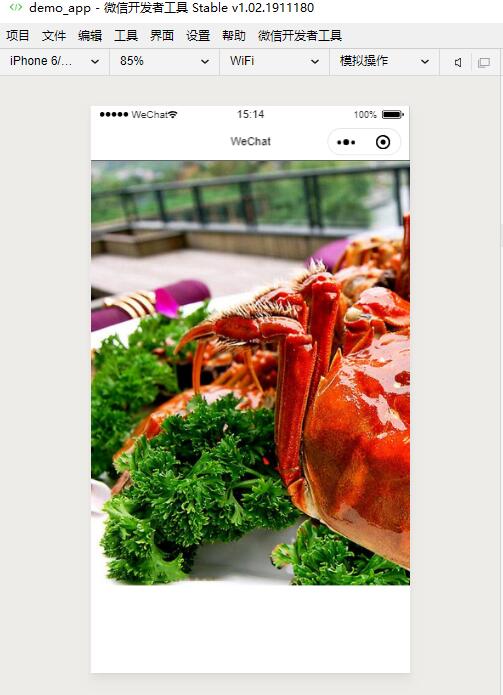 demo_app - 微信开发者工具 Stable v1.02.1911180
项目 文件 编辑 工具 界面 设置 帮助 微信开发者工具
iPhone 6/... 85% WiFi 模拟操作
WeChat 15:14 100%
WeChat